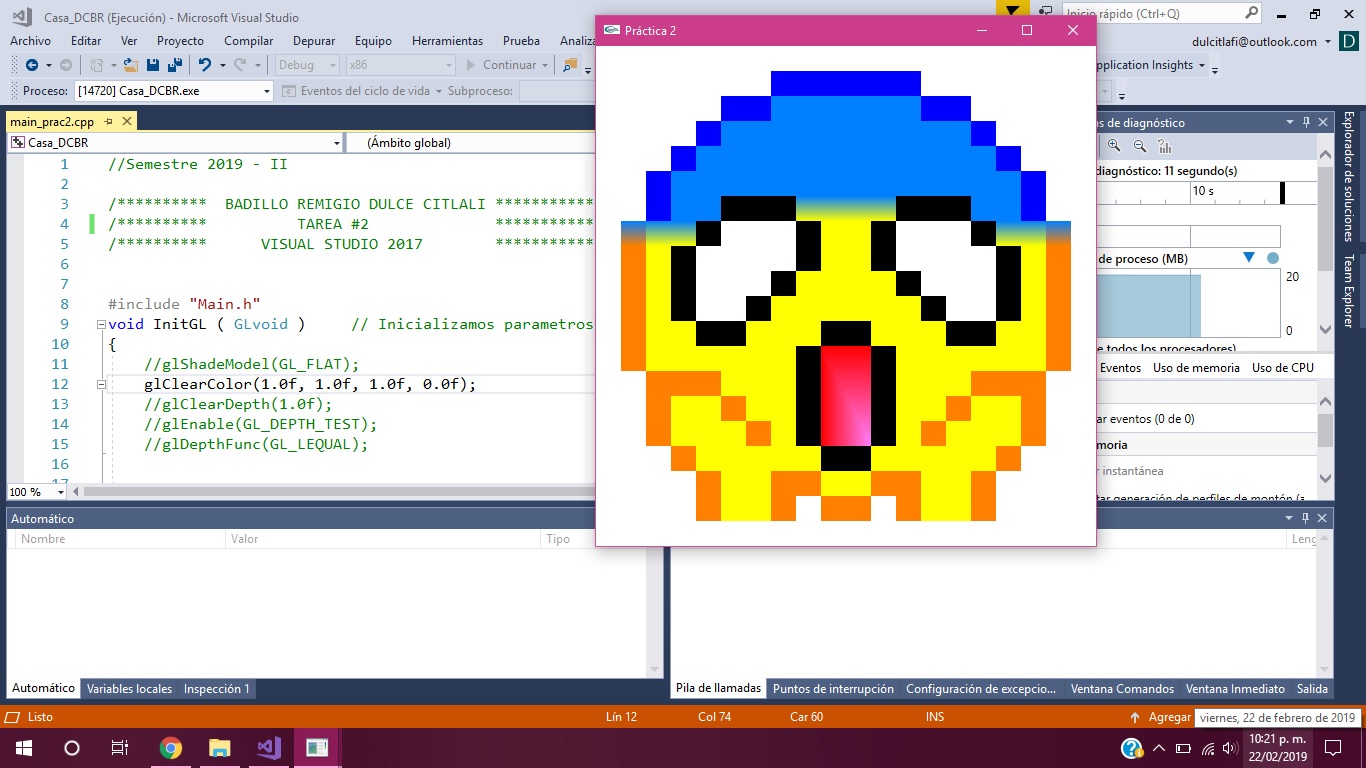 Casa_DCBR (Ejecución) - Microsoft Visual Studio
Inicio rápido (Ctrl+Q)
Archivo Editar Ver Proyecto Compilar Depurar Equipo Herramientas Prueba Analiza
dulcitlafi@outlook.com D
Debug x86 Continuar
pplication Insights
Proceso: [14720] Casa_DCBR.exe Eventos del ciclo de vida Subproceso:
Práctica 2
main_prac2.cpp
Casa_DCBR (Ámbito global)
1 //Semestre 2019 - II
2
3 /********** BADILLO REMIGIO DULCE CITLALI ***********
4 /********** TAREA #2 ***********
5 /********** VISUAL STUDIO 2017 ***********
6
7
8 #include "Main.h"
9 void InitGL ( GLvoid ) // Inicializamos parametros
10 {
11 //glShadeModel(GL_FLAT);
12 glClearColor(1.0f, 1.0f, 1.0f, 0.0f);
13 //glClearDepth(1.0f);
14 //glEnable(GL_DEPTH_TEST);
15 //glDepthFunc(GL_LEQUAL);
16
17
100 %
as de diagnóstico
diagnóstico: 11 segundo(s)
10 s
de proceso (MB)
20
0
e todos los procesadores)
Eventos Uso de memoria Uso de CPU
ar eventos (0 de 0)
moria
r instantánea
tar generación de perfiles de montón (a
Explorador de soluciones
Team Explorer
Automático
Nombre Valor Tipo
Leng
Automático Variables locales Inspección 1
Pila de llamadas Puntos de interrupción Configuración de excepcio... Ventana Comandos Ventana Inmediato Salida
Listo Lín 12 Col 74 Car 60 INS Agregar
viernes, 22 de febrero de 2019
10:21 p. m.
22/02/2019